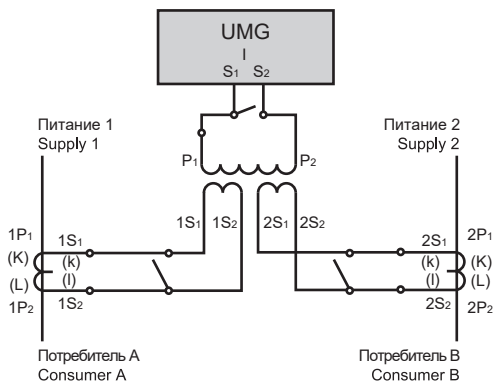 UMG
I
S1 S2
Питание 1
Supply 1
Питание 2
Supply 2
P1 P2
1S1 1S2 2S1 2S2
1P1 1S1 2S1 2P1
(K) (k) (k) (K)
(L) (l) (l) (L)
1P2 1S2 2S2 2P2
Потребитель A
Consumer A
Потребитель B
Consumer B